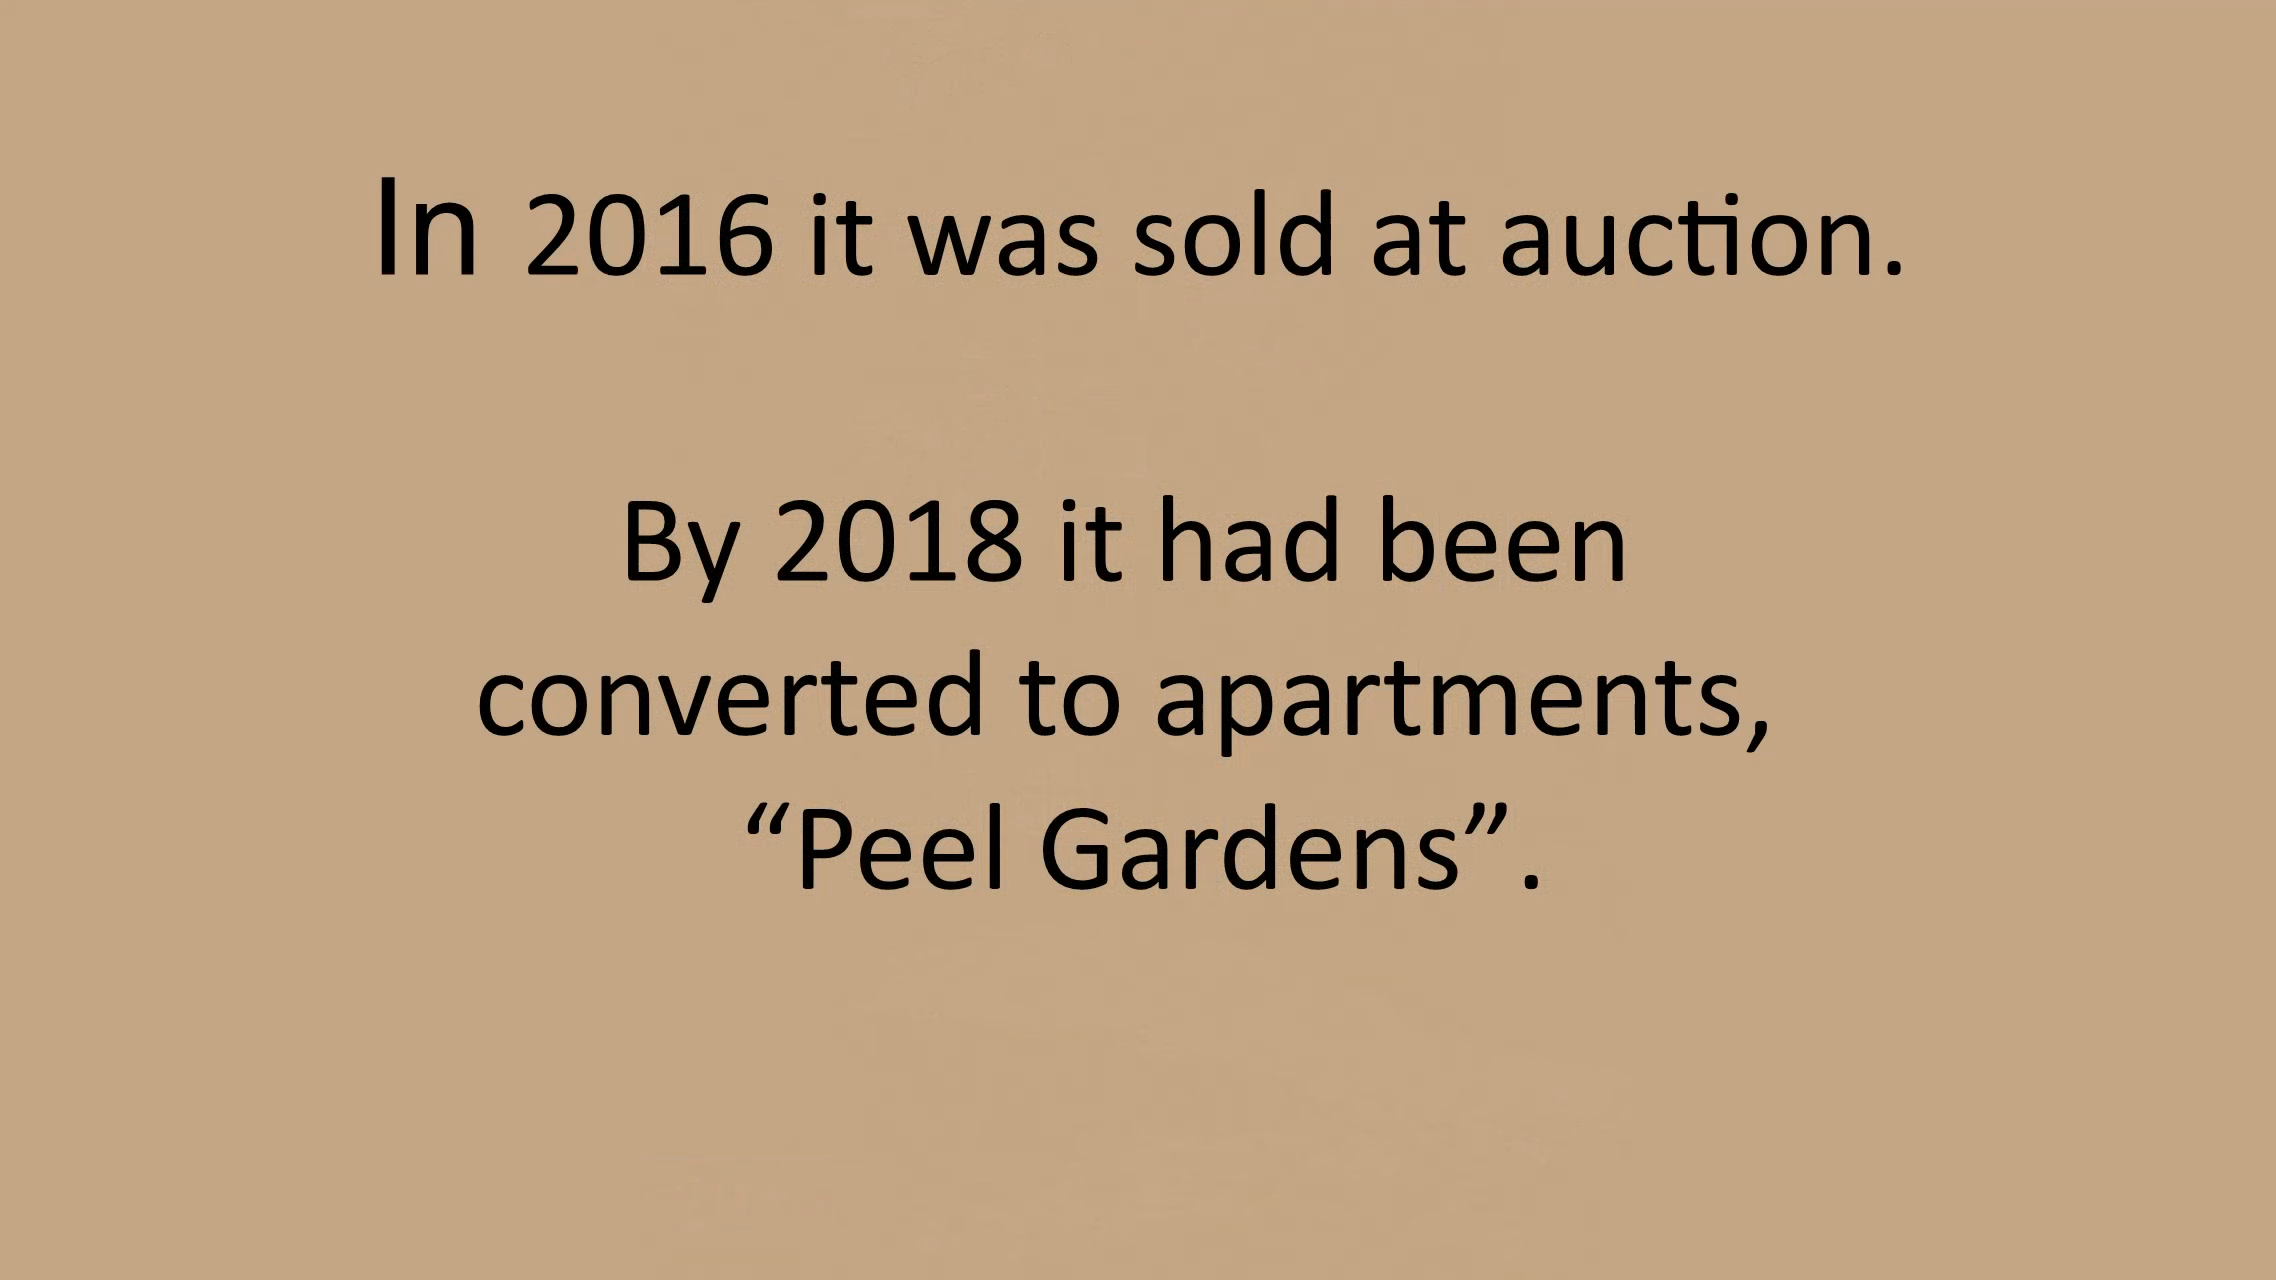 In 2016 it was sold at auction.
By 2018 it had been
converted to apartments,
“Peel Gardens”.